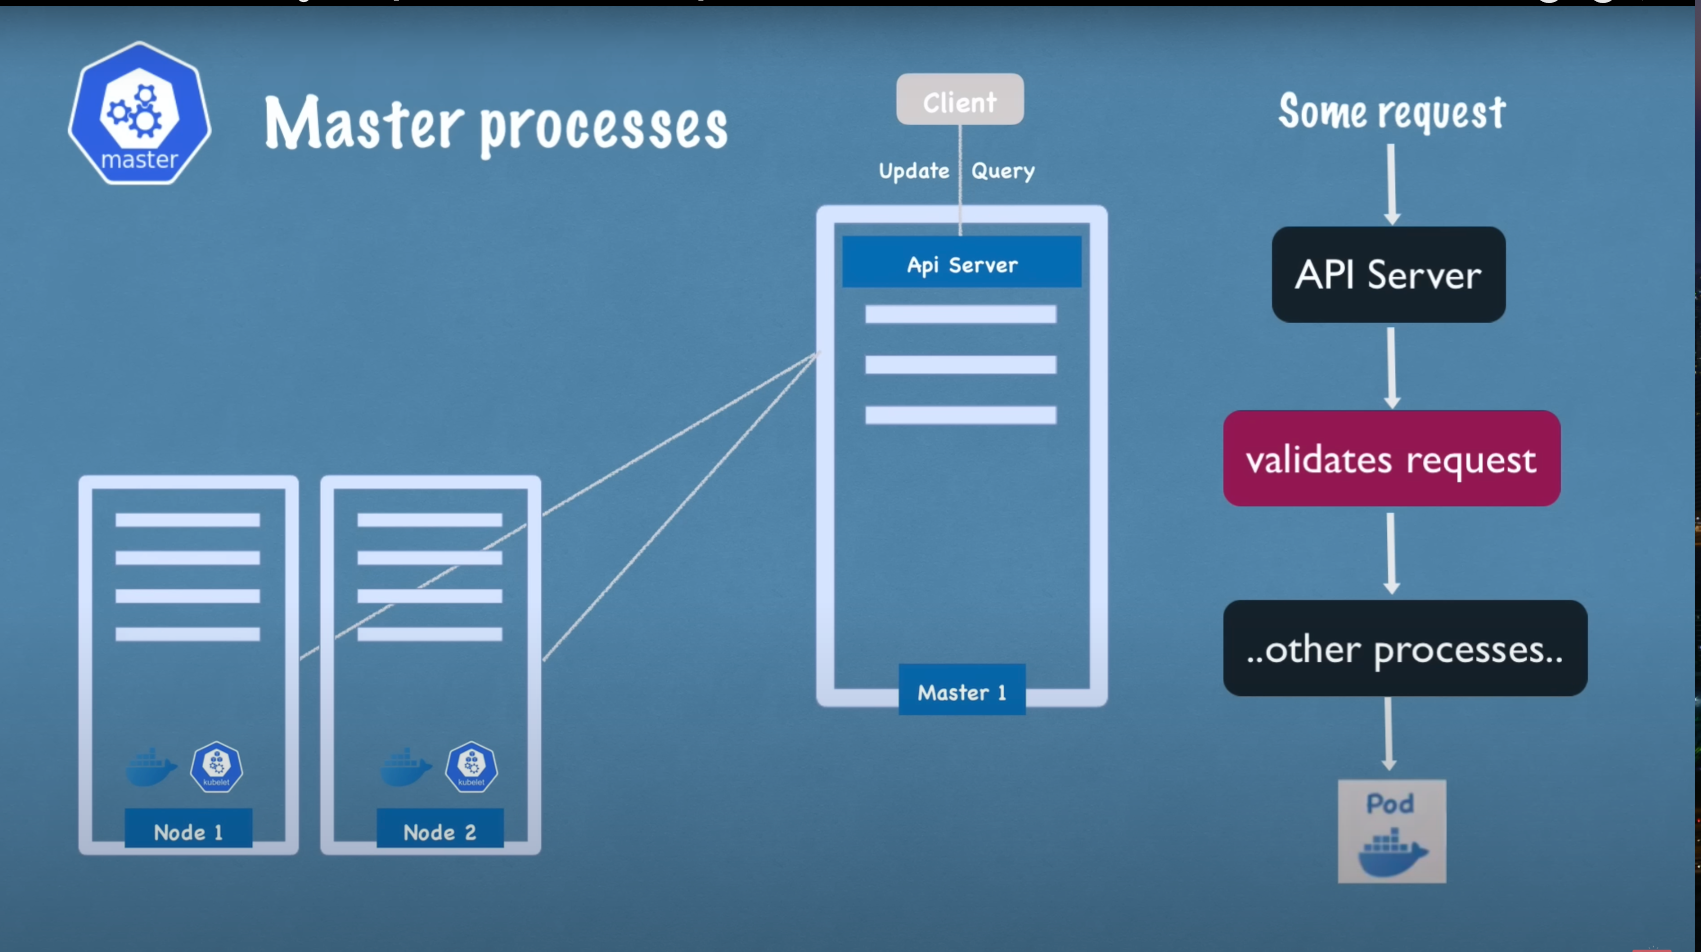 master
Master processes
Client
Update
Query
Api Server
Master 1
kubelet
Node 1
kubelet
Node 2
Some request
API Server
validates request
..other processes..
Pod